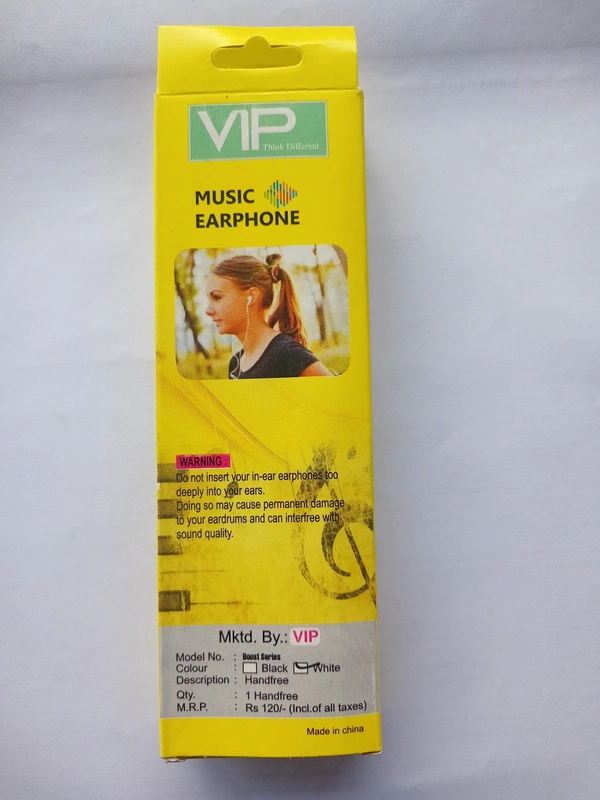 VIP
Think Different
MUSIC
EARPHONE
WARNING :
Do not insert your in-ear earphones too
deeply into your ears.
Doing so may cause permanent damage
to your eardrums and can interfree with
sound quality.
Mktd. By.: VIP
Model No. : Boost Series
Colour : Black White
Description : Handfree
Qty. : 1 Handfree
M.R.P. : Rs 120/- (Incl.of all taxes)
Made in china